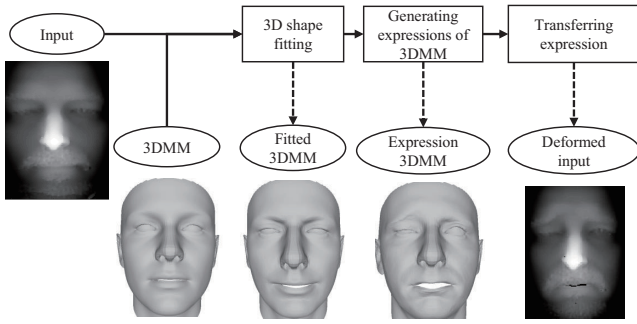 Input
3D shape
fitting
Generating
expressions of
3DMM
Transferring
expression
3DMM
Fitted
3DMM
Expression
3DMM
Deformed
input